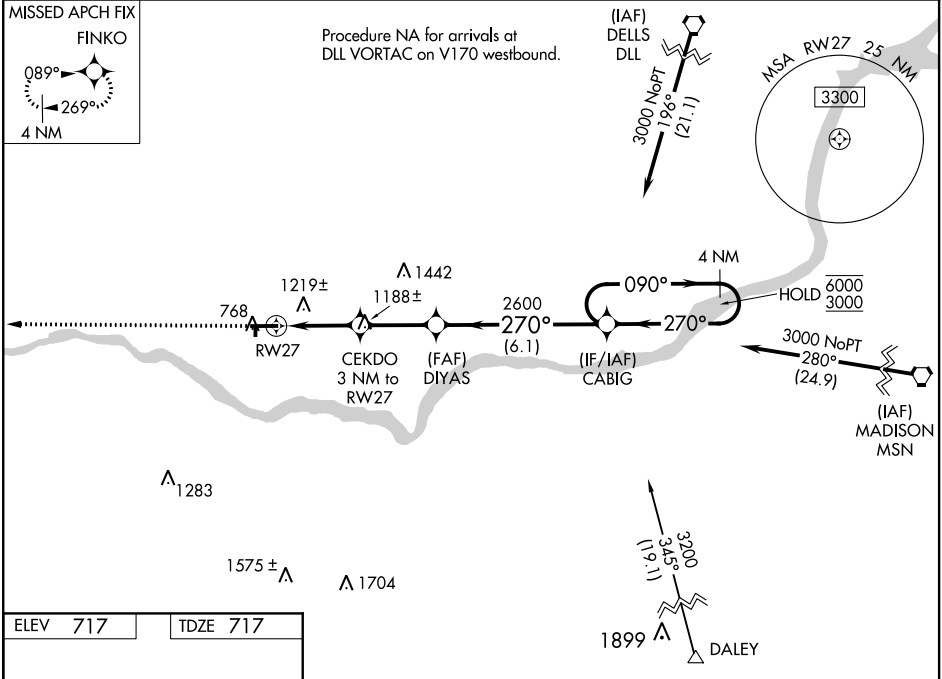 MISSED APCH FIX
FINKO
089°
269°
4 NM
Procedure NA for arrivals at
DLL VORTAC on V170 westbound.
(IAF)
DELLS
DLL
3000 NoPT
196°
(21.1)
MSA RW27 25 NM
3300
4 NM
090°
HOLD
6000
3000
270°
1442
1219±
1188±
768
2600
270°
(6.1)
RW27
CEKDO
3 NM to
RW27
(FAF)
DIYAS
(IF/IAF)
CABIG
3000 NoPT
280°
(24.9)
(IAF)
MADISON
MSN
1283
1575 ±
1704
3200
345°
(19.1)
1899
DALEY
ELEV 717
TDZE 717